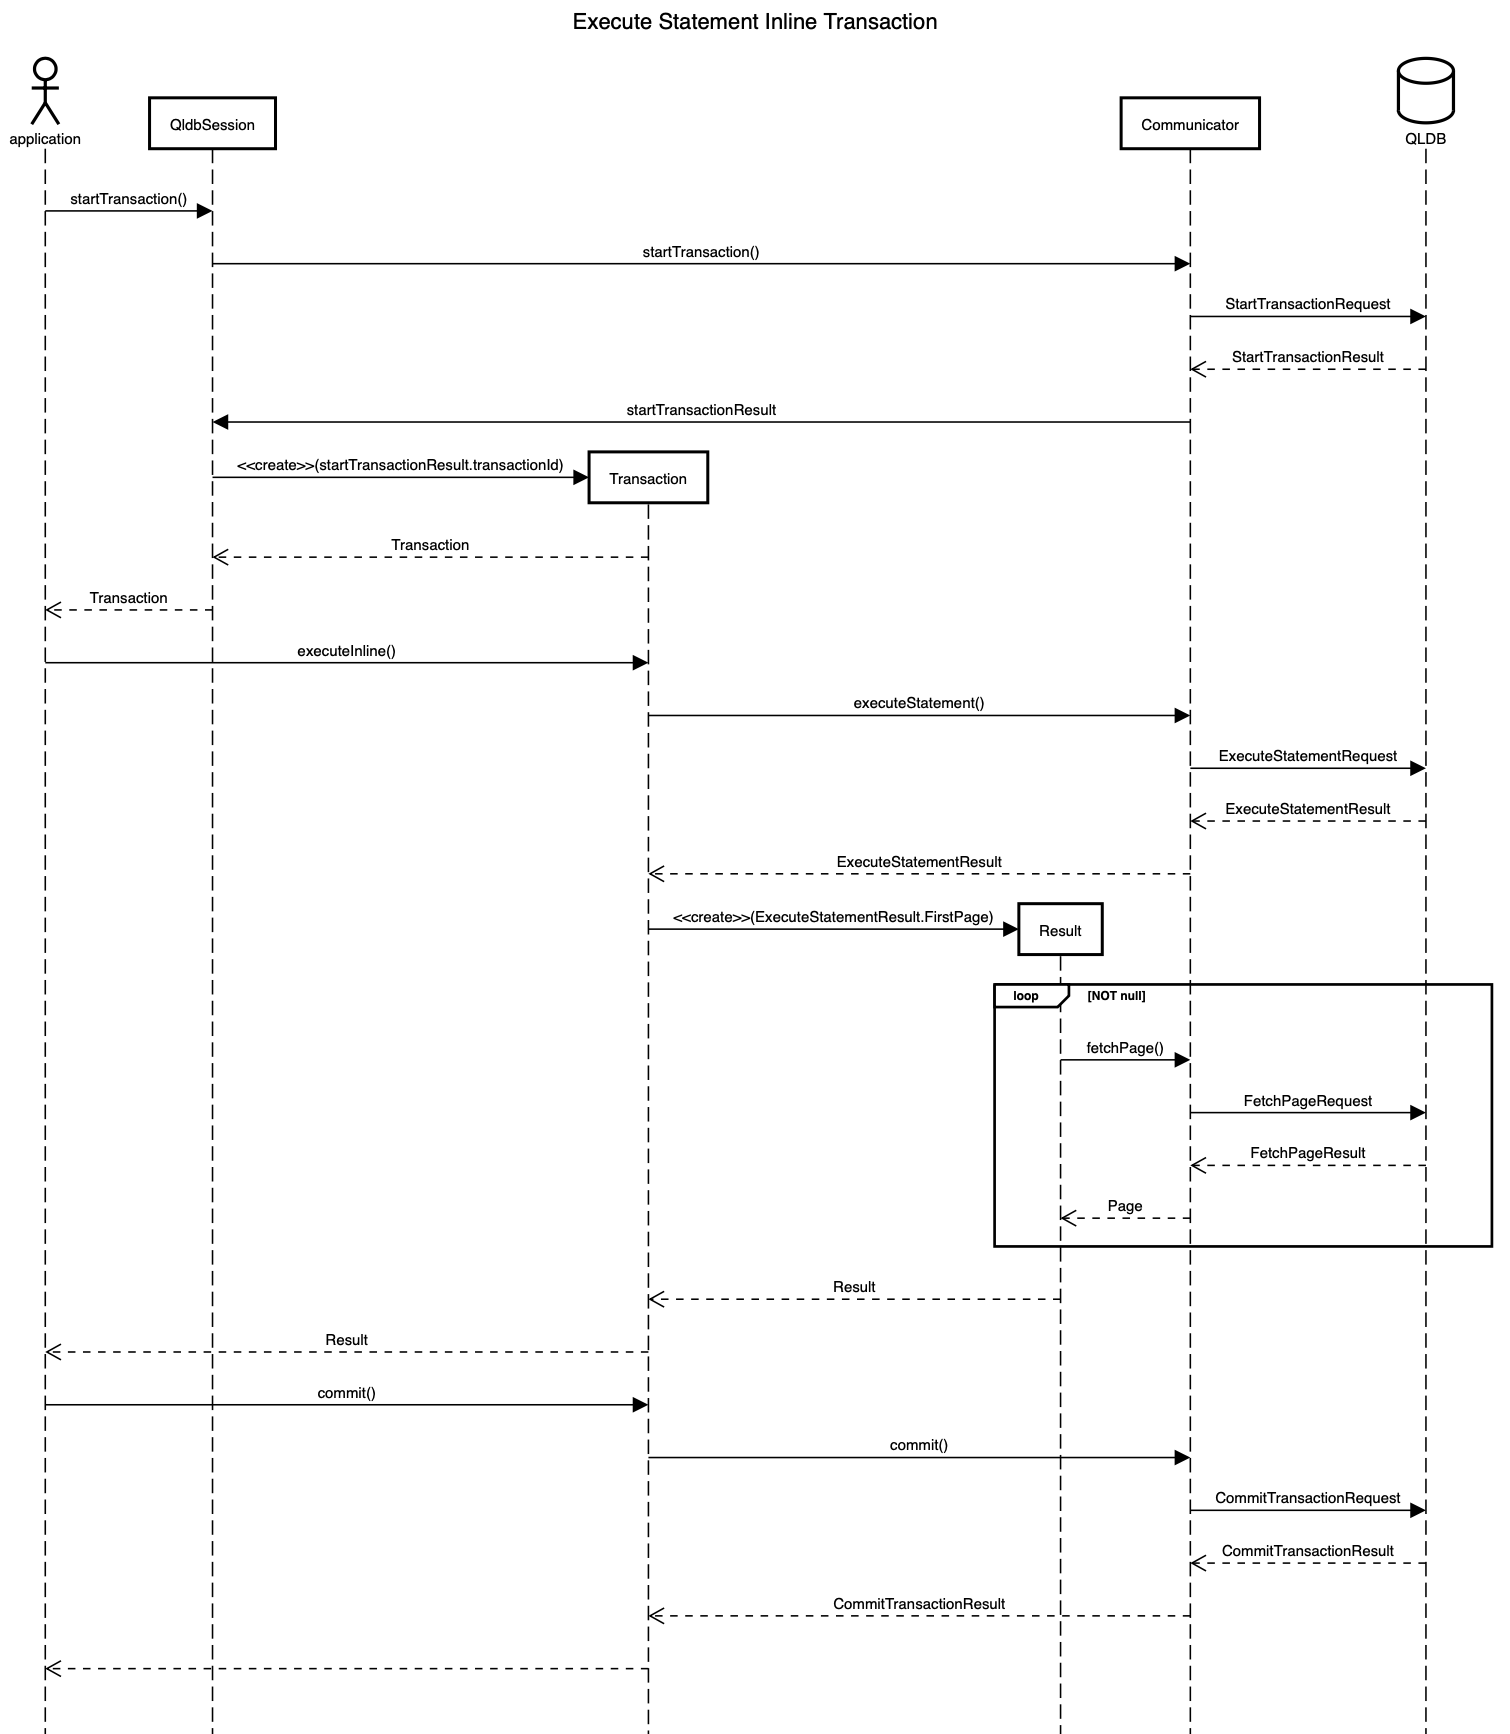 Execute Statement Inline Transaction
application
QldbSession
Communicator
QLDB
startTransaction()
startTransaction()
StartTransactionRequest
StartTransactionResult
startTransactionResult
<<create>>(startTransactionResult.transactionId)
Transaction
Transaction
Transaction
executeInline()
executeStatement()
ExecuteStatementRequest
ExecuteStatementResult
ExecuteStatementResult
<<create>>(ExecuteStatementResult.FirstPage)
Result
loop [NOT null]
fetchPage()
FetchPageRequest
FetchPageResult
Page
Result
Result
commit()
commit()
CommitTransactionRequest
CommitTransactionResult
CommitTransactionResult